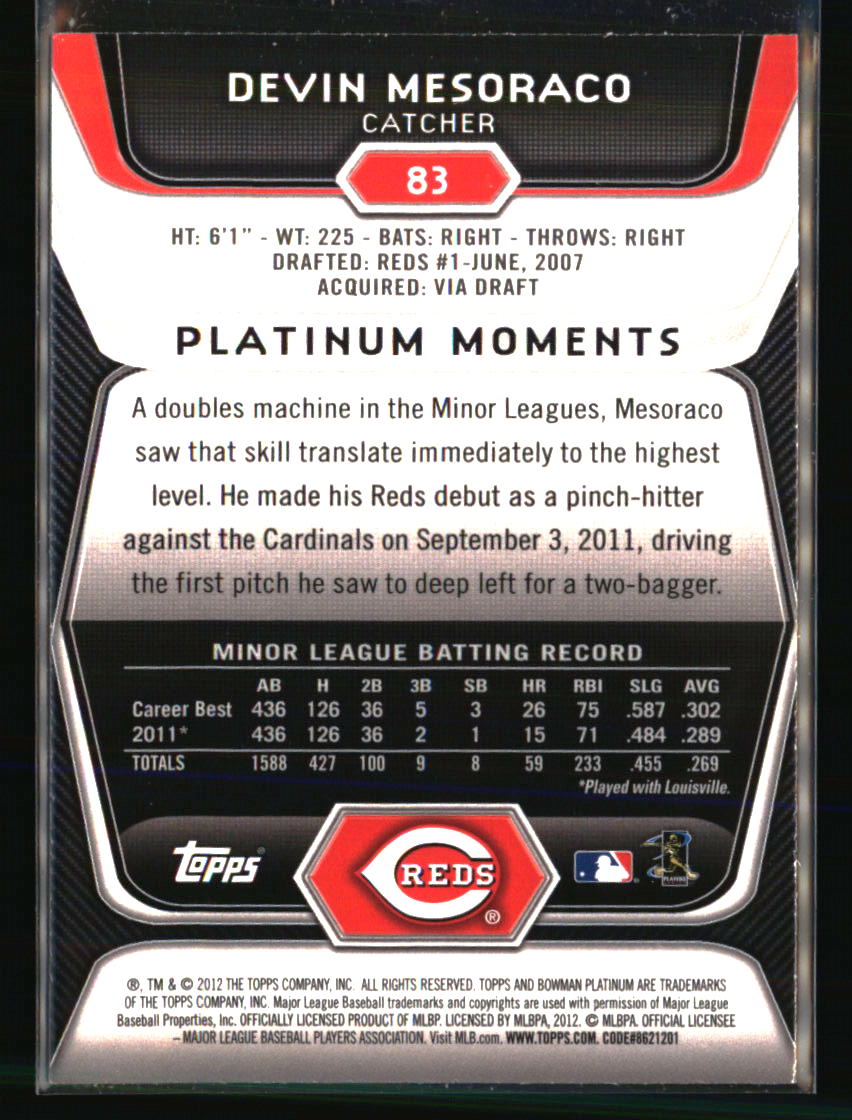 DEVIN MESORACO
CATCHER
83
HT: 6'1" - WT: 225 - BATS: RIGHT - THROWS: RIGHT
DRAFTED: REDS #1-JUNE, 2007
ACQUIRED: VIA DRAFT
PLATINUM MOMENTS
A doubles machine in the Minor Leagues, Mesoraco
saw that skill translate immediately to the highest
level. He made his Reds debut as a pinch-hitter
against the Cardinals on September 3, 2011, driving
the first pitch he saw to deep left for a two-bagger.
MINOR LEAGUE BATTING RECORD
AB H 2B 3B SB HR RBI SLG AVG
Career Best 436 126 36 5 3 26 75 .587 .302
2011* 436 126 36 2 1 15 71 .484 .289
TOTALS 1588 427 100 9 8 59 233 .455 .269
*Played with Louisville.
topps®
REDS
®
PLAYERS
®, TM & © 2012 THE TOPPS COMPANY, INC. ALL RIGHTS RESERVED. TOPPS AND BOWMAN PLATINUM ARE TRADEMARKS
OF THE TOPPS COMPANY, INC. Major League Baseball trademarks and copyrights are used with permission of Major League
Baseball Properties, Inc. OFFICIALLY LICENSED PRODUCT OF MLBP. LICENSED BY MLBPA, 2012. © MLBPA. OFFICIAL LICENSEE
– MAJOR LEAGUE BASEBALL PLAYERS ASSOCIATION. Visit MLB.com. WWW.TOPPS.COM. CODE#8621201